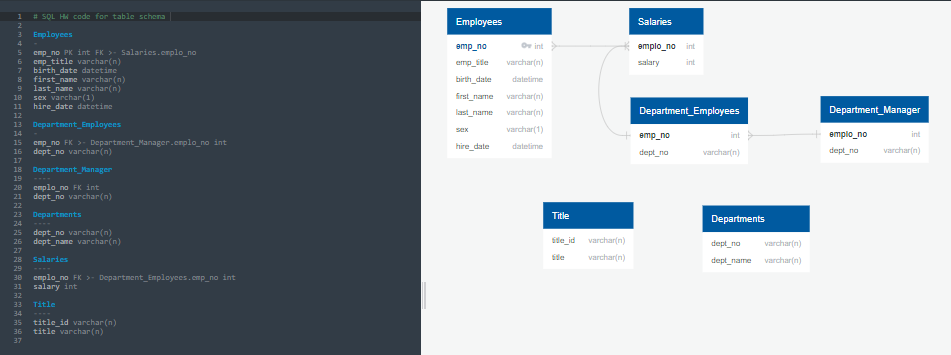 1 # SQL HW code for table schema
2
3 Employees
4 -
5 emp_no PK int FK >- Salaries.emplo_no
6 emp_title varchar(n)
7 birth_date datetime
8 first_name varchar(n)
9 last_name varchar(n)
10 sex varchar(1)
11 hire_date datetime
12
13 Department_Employees
14 -
15 emp_no FK >- Department_Manager.emplo_no int
16 dept_no varchar(n)
17
18 Department_Manager
19 ----
20 emplo_no FK int
21 dept_no varchar(n)
22
23 Departments
24 ----
25 dept_no varchar(n)
26 dept_name varchar(n)
27
28 Salaries
29 ----
30 emplo_no FK >- Department_Employees.emp_no int
31 salary int
32
33 Title
34 ----
35 title_id varchar(n)
36 title varchar(n)
37
Employees
emp_no int
emp_title varchar(n)
birth_date datetime
first_name varchar(n)
last_name varchar(n)
sex varchar(1)
hire_date datetime
Salaries
emplo_no int
salary int
Department_Employees
emp_no int
dept_no varchar(n)
Department_Manager
emplo_no int
dept_no varchar(n)
Title
title_id varchar(n)
title varchar(n)
Departments
dept_no varchar(n)
dept_name varchar(n)